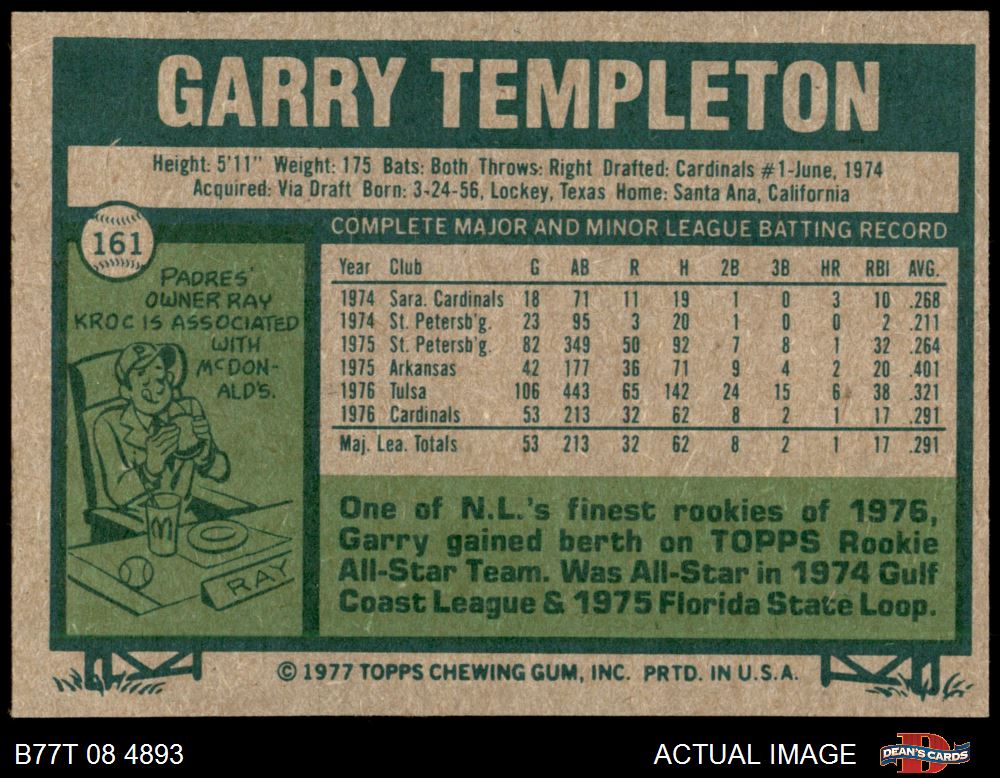 GARRY TEMPLETON
Height: 5'11" Weight: 175 Bats: Both Throws: Right Drafted: Cardinals #1-June, 1974
Acquired: Via Draft Born: 3-24-56, Lockey, Texas Home: Santa Ana, California
161
PADRES'
OWNER RAY
KROC IS ASSOCIATED
WITH
McDON-
ALD'S.
M
RAY
COMPLETE MAJOR AND MINOR LEAGUE BATTING RECORD
Year Club G AB R H 2B 3B HR RBI AVG.
1974 Sara. Cardinals 18 71 11 19 1 0 3 10 .268
1974 St. Petersb'g. 23 95 3 20 1 0 0 2 .211
1975 St. Petersb'g. 82 349 50 92 7 8 1 32 .264
1975 Arkansas 42 177 36 71 9 4 2 20 .401
1976 Tulsa 106 443 65 142 24 15 6 38 .321
1976 Cardinals 53 213 32 62 8 2 1 17 .291
Maj. Lea. Totals 53 213 32 62 8 2 1 17 .291
One of N.L.'s finest rookies of 1976,
Garry gained berth on TOPPS Rookie
All-Star Team. Was All-Star in 1974 Gulf
Coast League & 1975 Florida State Loop.
© 1977 TOPPS CHEWING GUM, INC. PRTD. IN U.S.A.
B77T 08 4893
ACTUAL IMAGE
D
DEAN'S CARDS